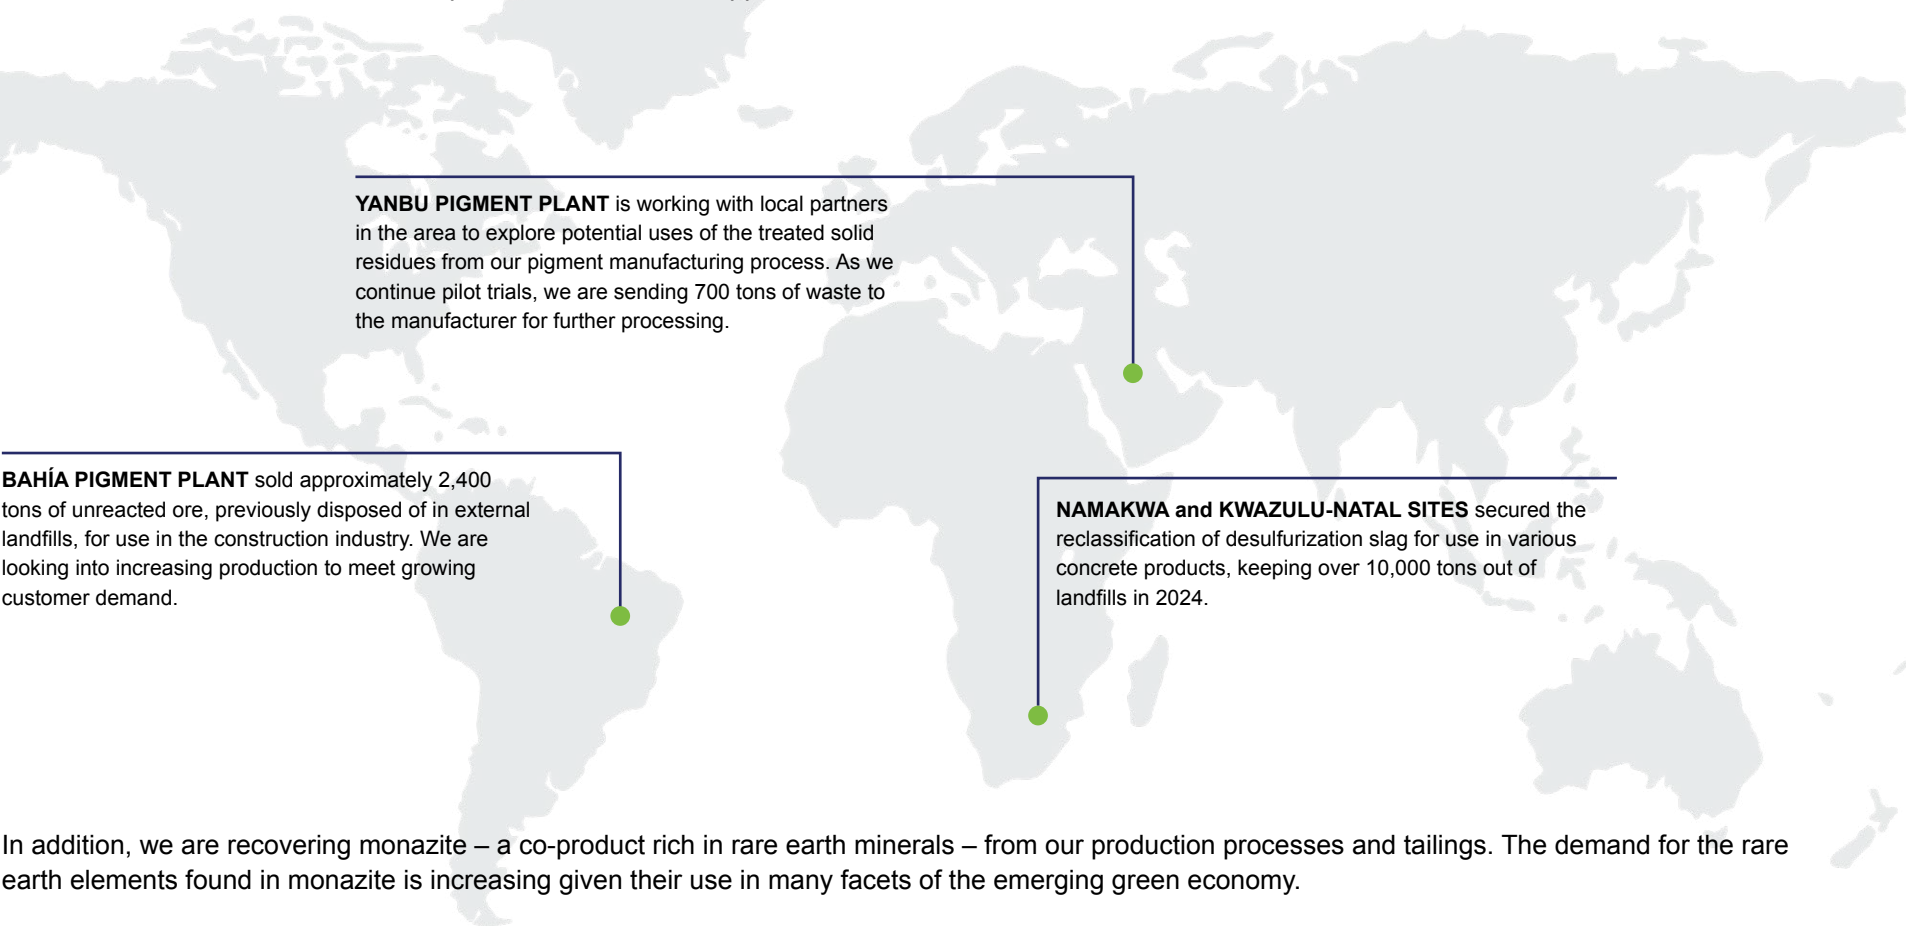 YANBU PIGMENT PLANT is working with local partners
in the area to explore potential uses of the treated solid
residues from our pigment manufacturing process. As we
continue pilot trials, we are sending 700 tons of waste to
the manufacturer for further processing.
BAHÍA PIGMENT PLANT sold approximately 2,400
tons of unreacted ore, previously disposed of in external
landfills, for use in the construction industry. We are
looking into increasing production to meet growing
customer demand.
NAMAKWA and KWAZULU-NATAL SITES secured the
reclassification of desulfurization slag for use in various
concrete products, keeping over 10,000 tons out of
landfills in 2024.
In addition, we are recovering monazite – a co-product rich in rare earth minerals – from our production processes and tailings. The demand for the rare
earth elements found in monazite is increasing given their use in many facets of the emerging green economy.